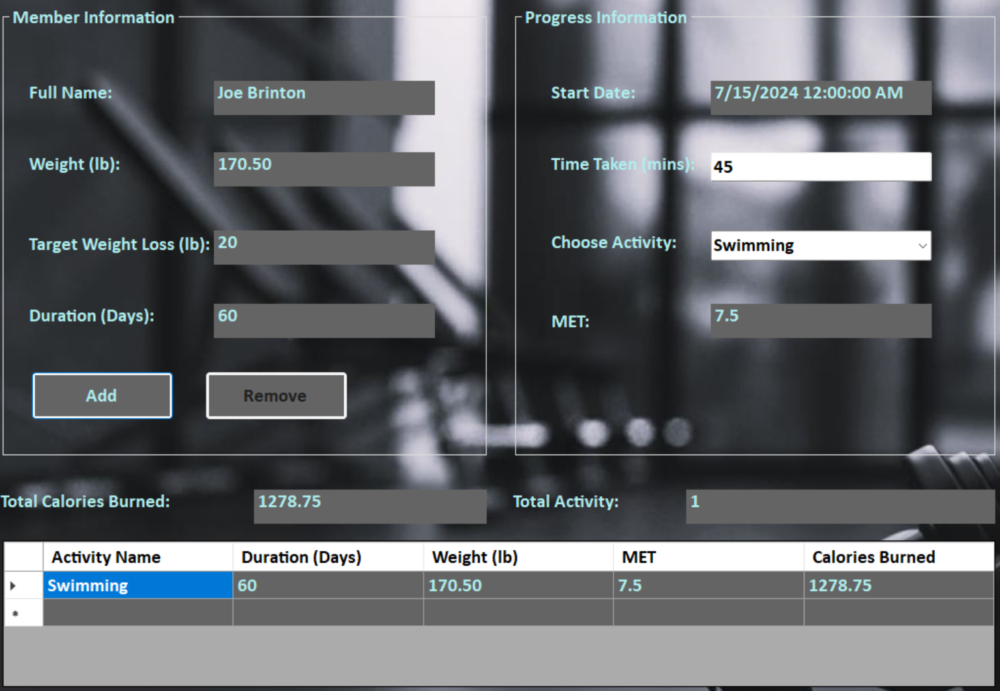 Member Information
Full Name: Joe Brinton
Weight (lb): 170.50
Target Weight Loss (lb): 20
Duration (Days): 60
Add Remove
Progress Information
Start Date: 7/15/2024 12:00:00 AM
Time Taken (mins): 45
Choose Activity: Swimming
MET: 7.5
Total Calories Burned: 1278.75 Total Activity: 1
Activity Name Duration (Days) Weight (lb) MET Calories Burned
Swimming 60 170.50 7.5 1278.75